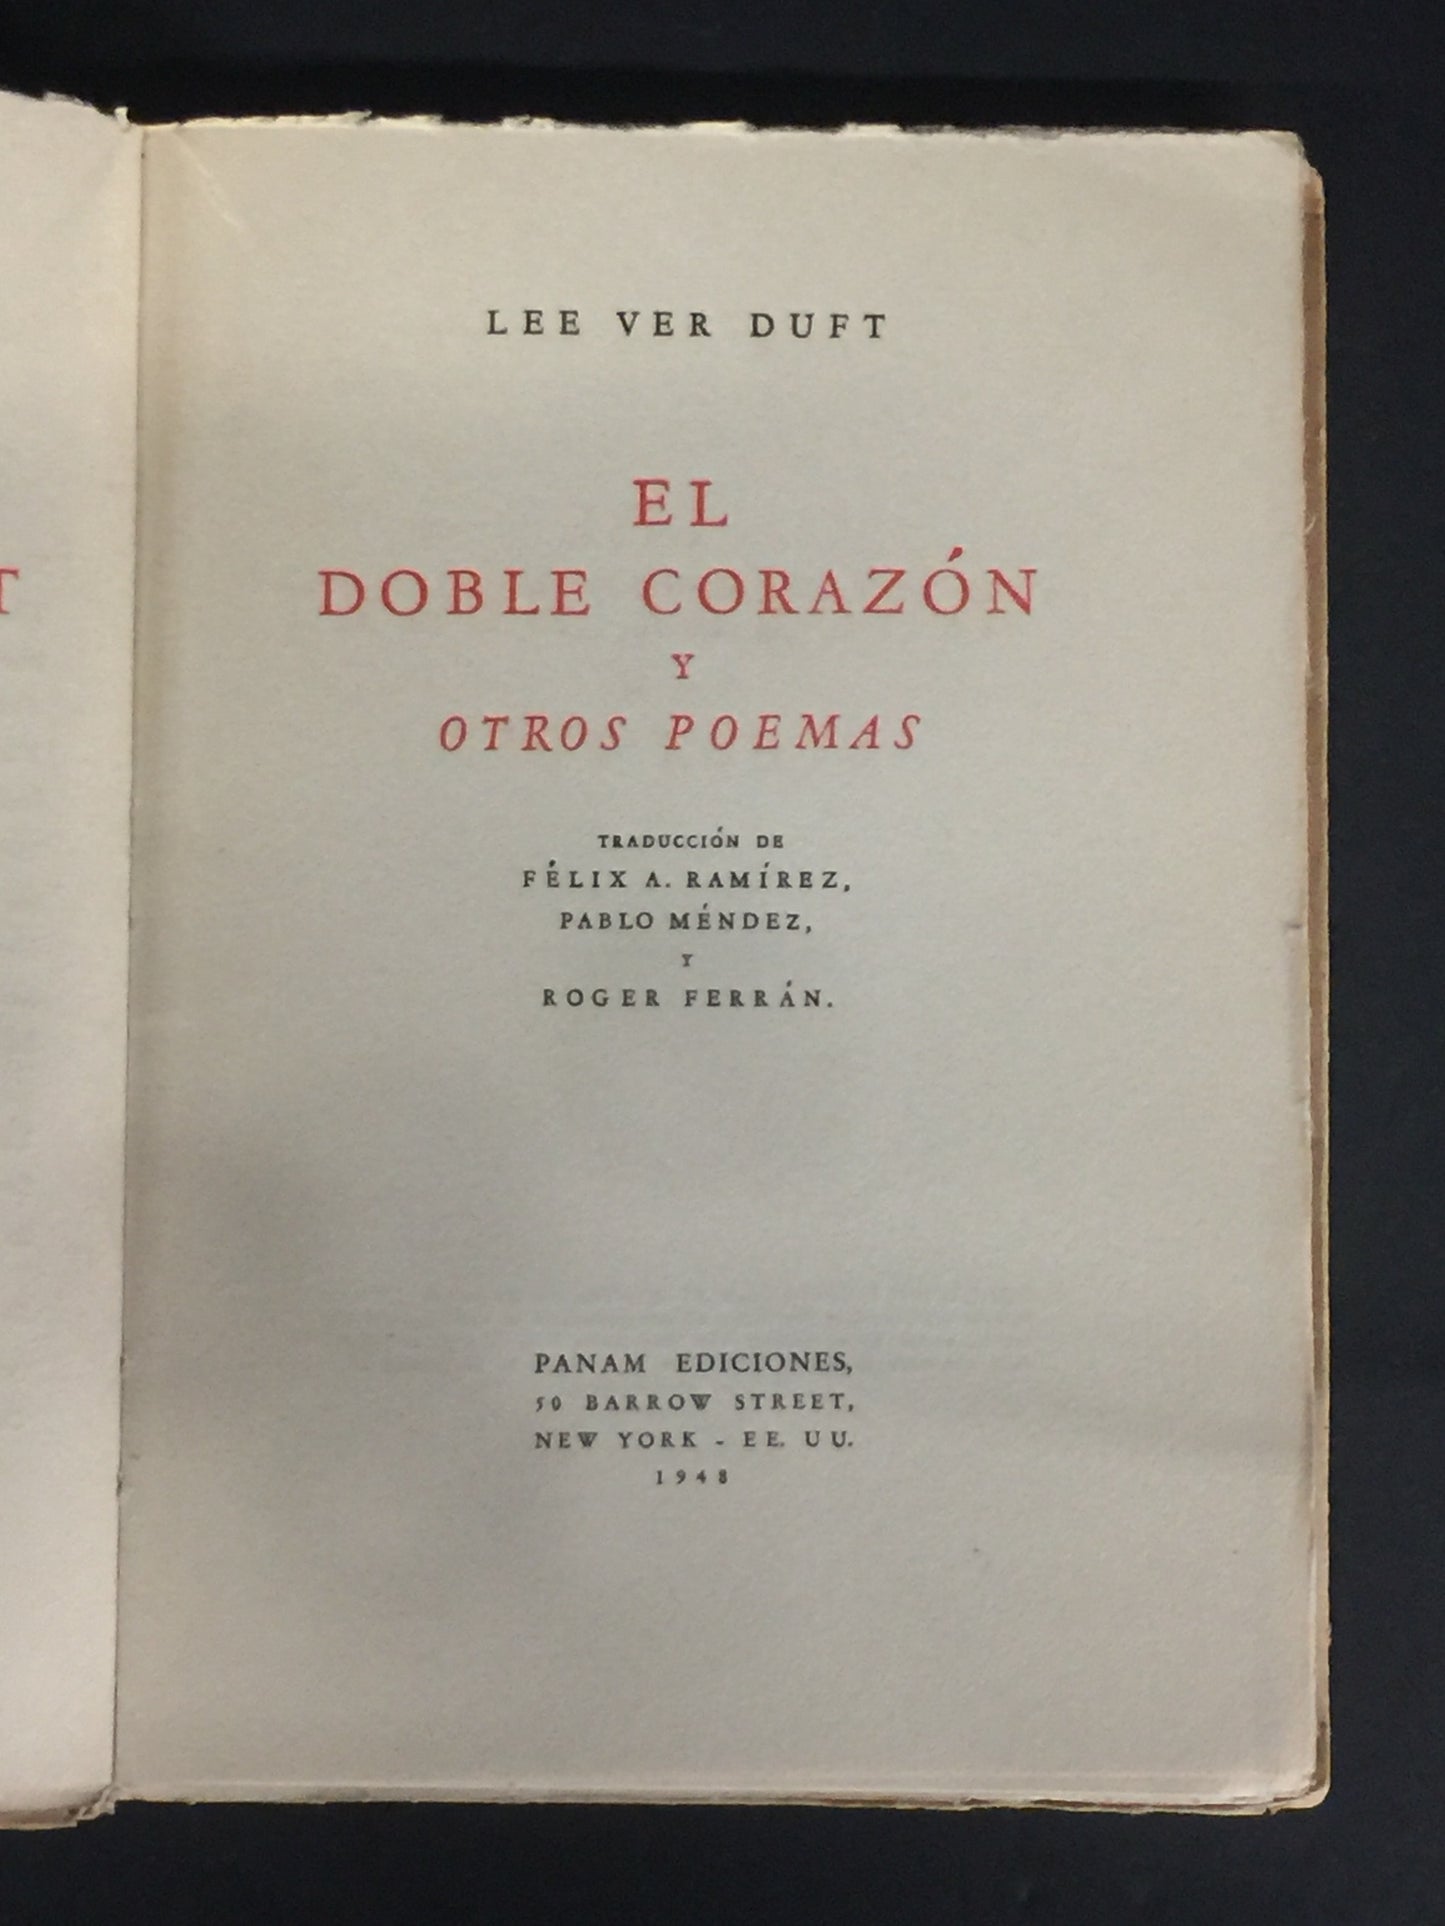 T
LEE VER DUFT
EL
DOBLE CORAZÓN
Y
OTROS POEMAS
TRADUCCIÓN DE
FÉLIX A. RAMÍREZ,
PABLO MÉNDEZ,
Y
ROGER FERRÁN.
PANAM EDICIONES,
50 BARROW STREET,
NEW YORK - EE. UU.
1948